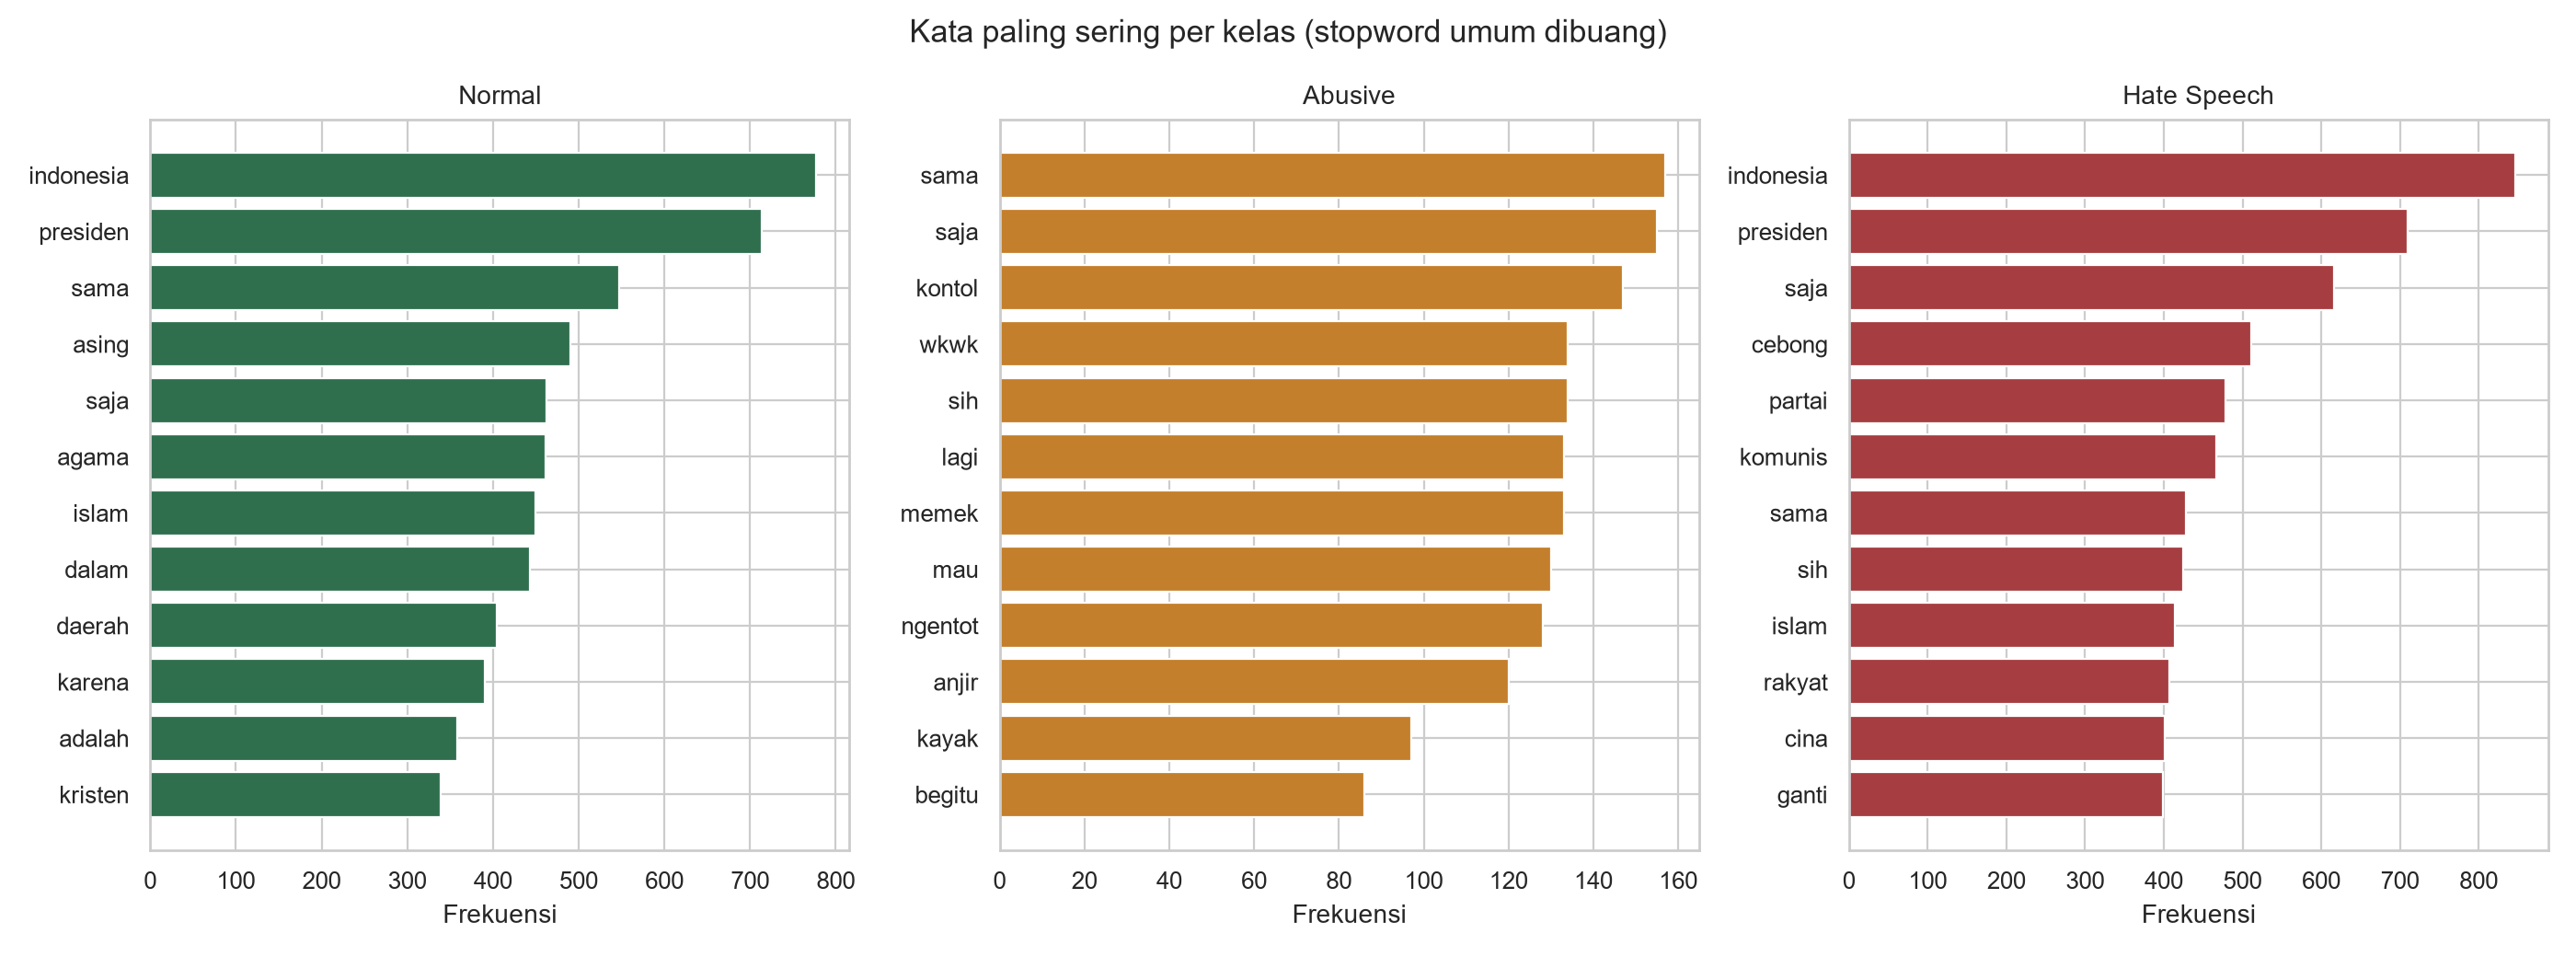 Kata paling sering per kelas (stopword umum dibuang)
Normal
indonesia
presiden
sama
asing
saja
agama
islam
dalam
daerah
karena
adalah
kristen
0 100 200 300 400 500 600 700 800
Frekuensi
Abusive
sama
saja
kontol
wkwk
sih
lagi
memek
mau
ngentot
anjir
kayak
begitu
0 20 40 60 80 100 120 140 160
Frekuensi
Hate Speech
indonesia
presiden
saja
cebong
partai
komunis
sama
sih
islam
rakyat
cina
ganti
0 100 200 300 400 500 600 700 800
Frekuensi